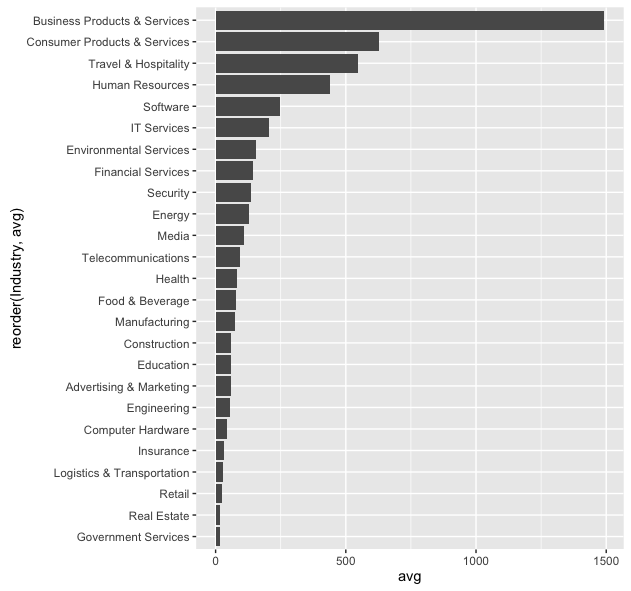 Business Products & Services
Consumer Products & Services
Travel & Hospitality
Human Resources
Software
IT Services
Environmental Services
Financial Services
Security
Energy
Media
Telecommunications
Health
Food & Beverage
Manufacturing
Construction
Education
Advertising & Marketing
Engineering
Computer Hardware
Insurance
Logistics & Transportation
Retail
Real Estate
Government Services
reorder(Industry, avg)
0 500 1000 1500
avg